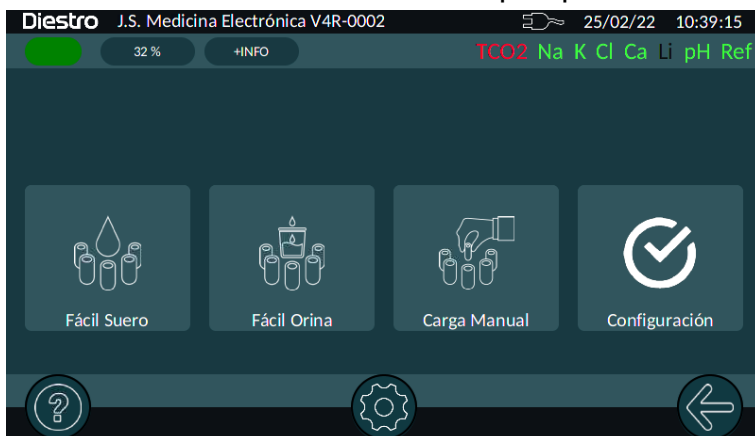 Diestro J.S. Medicina Electrónica V4R-0002 25/02/22 10:39:15
32 % +INFO TCO2 Na K Cl Ca Li pH Ref
Fácil Suero Fácil Orina Carga Manual Configuración
?